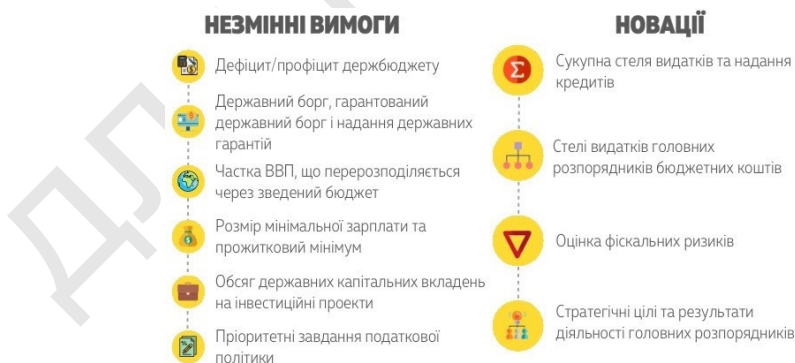 НЕЗМІННІ ВИМОГИ
Дефіцит/профіцит держбюджету
Державний борг, гарантований
державний борг і надання державних
гарантій
Частка ВВП, що перерозподіляється
через зведений бюджет
Розмір мінімальної зарплати та
прожитковий мінімум
Обсяг державних капітальних вкладень
на інвестиційні проекти
Пріоритетні завдання податкової
політики
НОВАЦІЇ
Сукупна стеля видатків та надання
кредитів
Стелі видатків головних
розпорядників бюджетних коштів
Оцінка фіскальних ризиків
Стратегічні цілі та результати
діяльності головних розпорядників